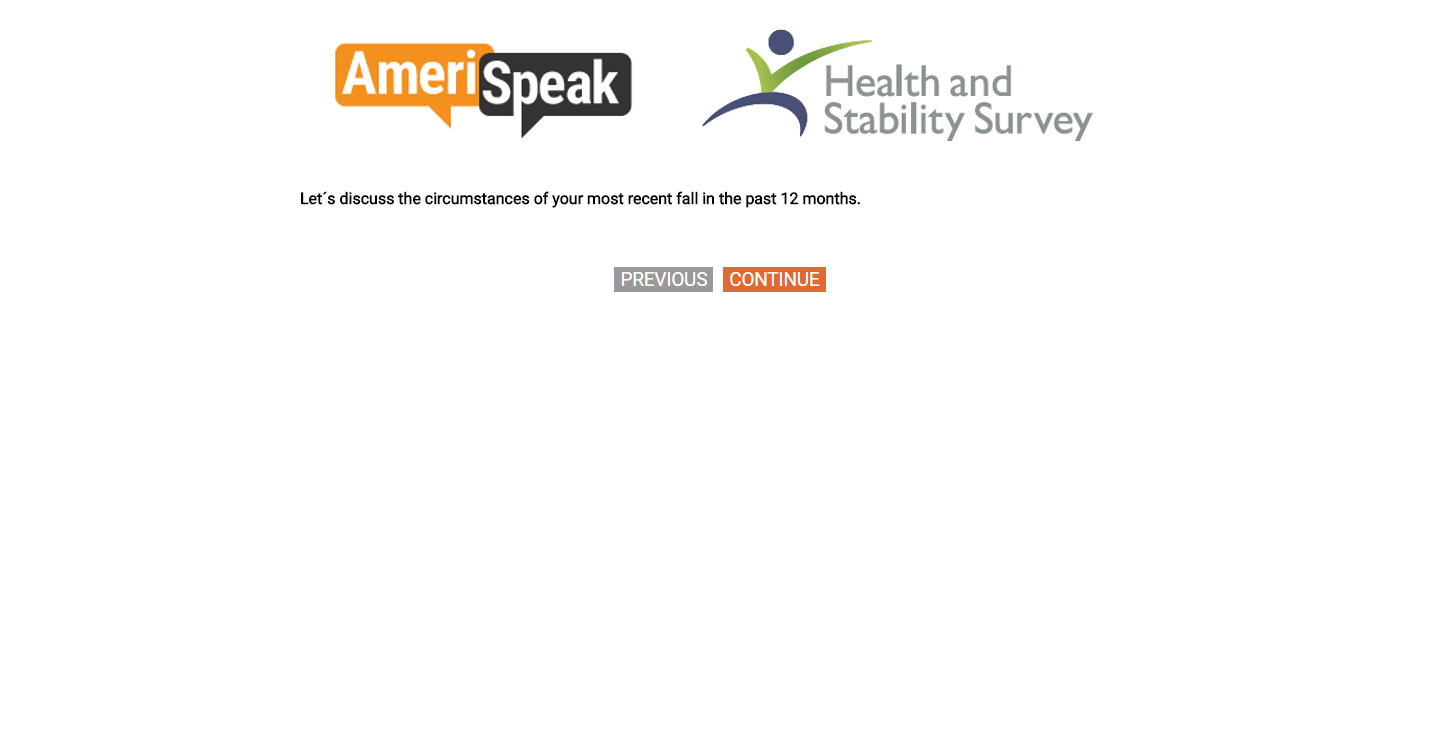 AmeriSpeak
Health and
Stability Survey
Let´s discuss the circumstances of your most recent fall in the past 12 months.
PREVIOUS CONTINUE